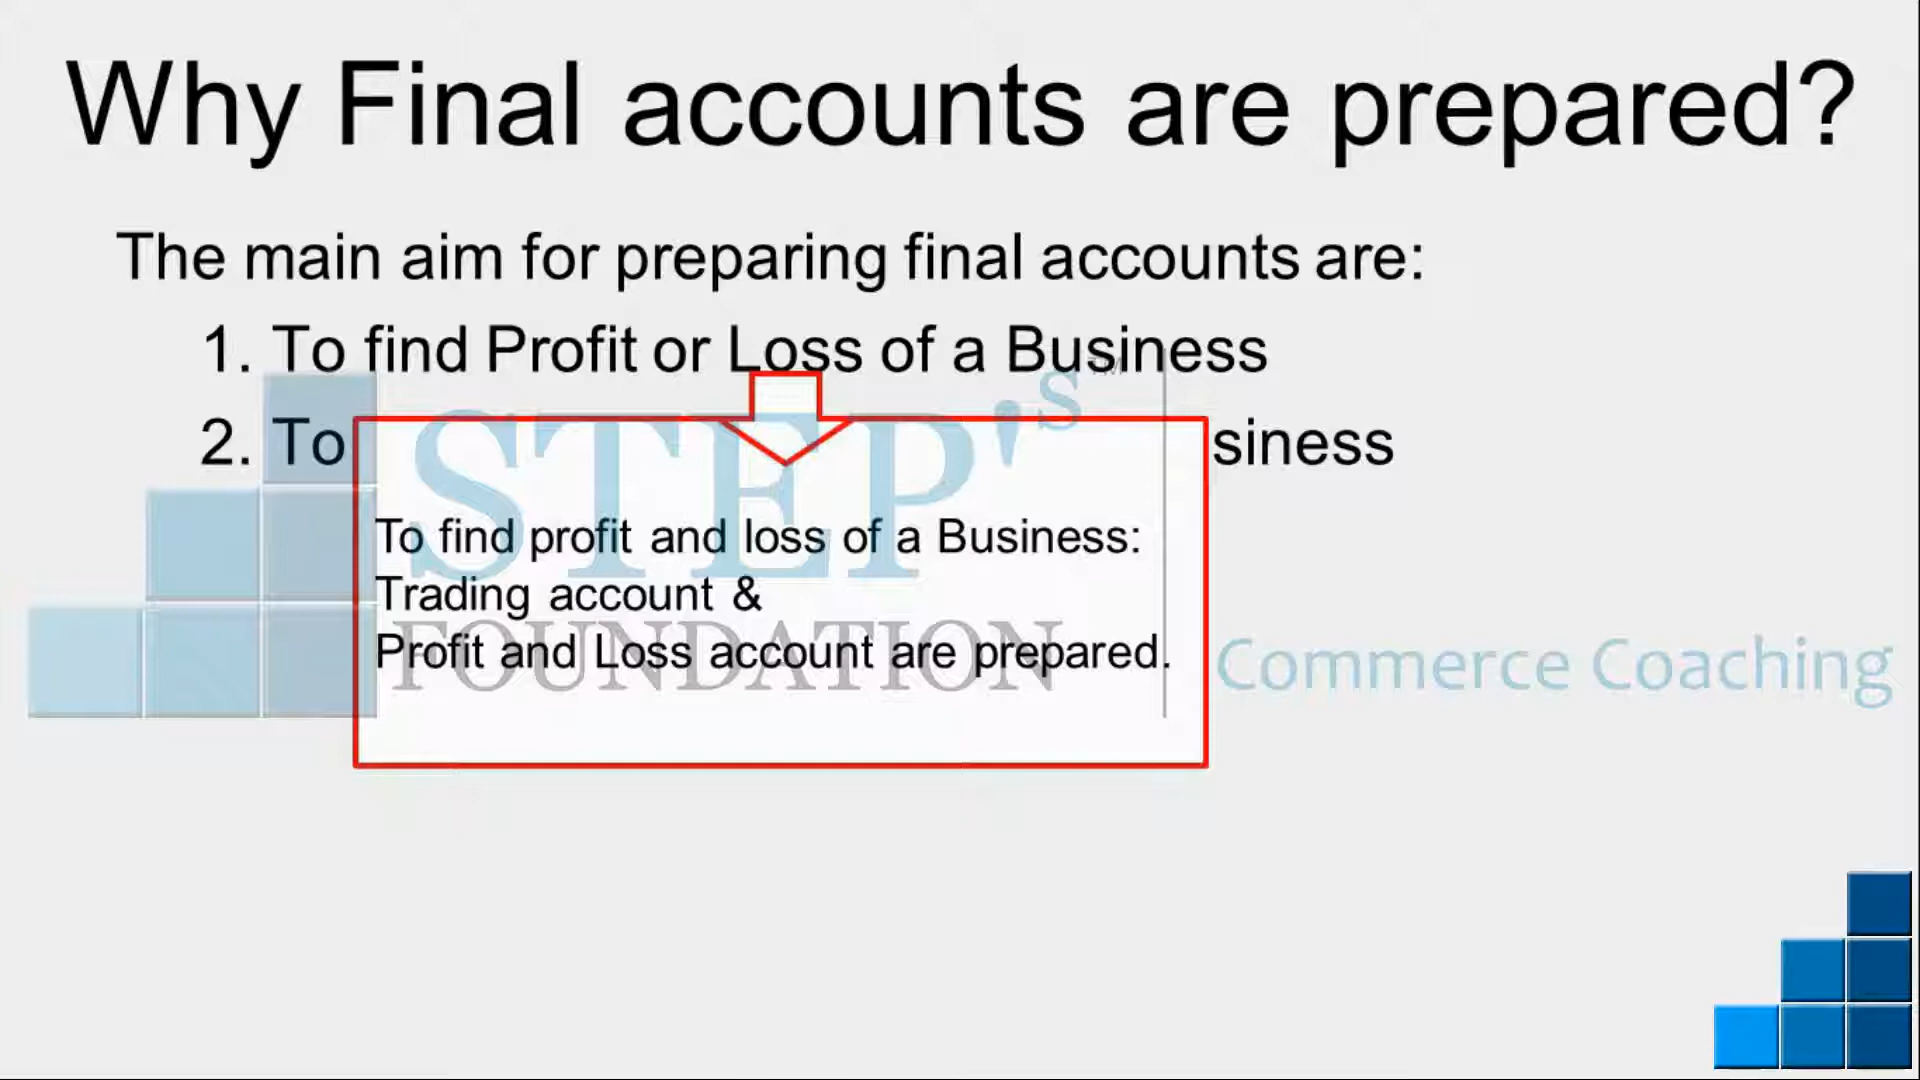 Why Final accounts are prepared?
The main aim for preparing final accounts are:
1. To find Profit or Loss of a Business
2. To siness
To find profit and loss of a Business:
Trading account &
Profit and Loss account are prepared.
STEP'S™
FOUNDATION
Commerce Coaching